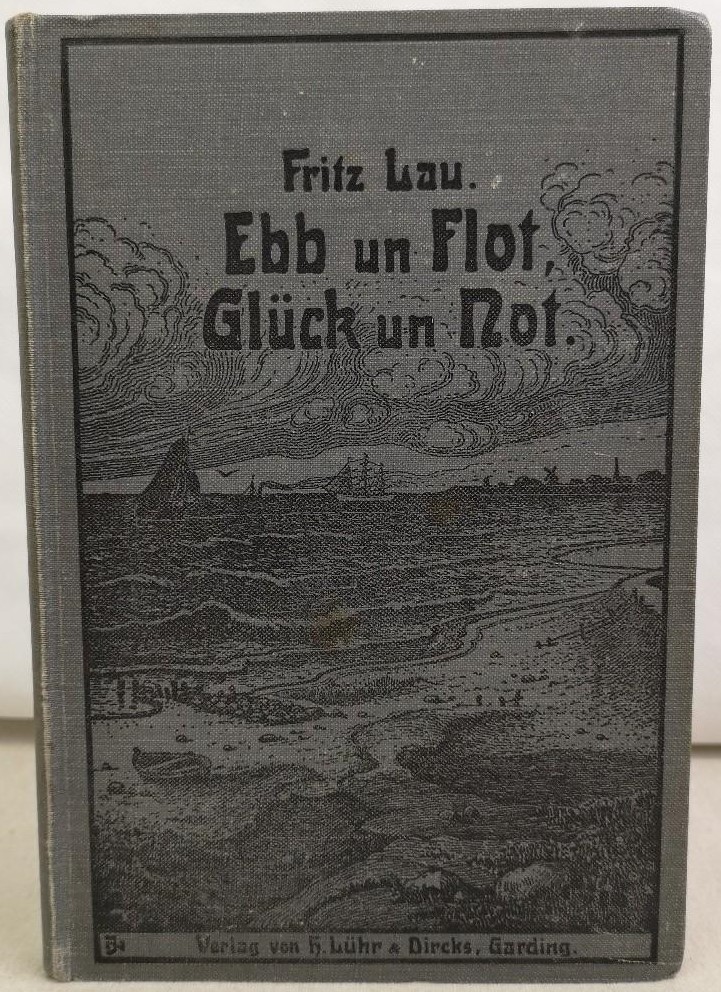 Fritz Lau.
Ebb un Flot,
Glück un Not.
Verlag von H. Lühr & Dircks, Garding.